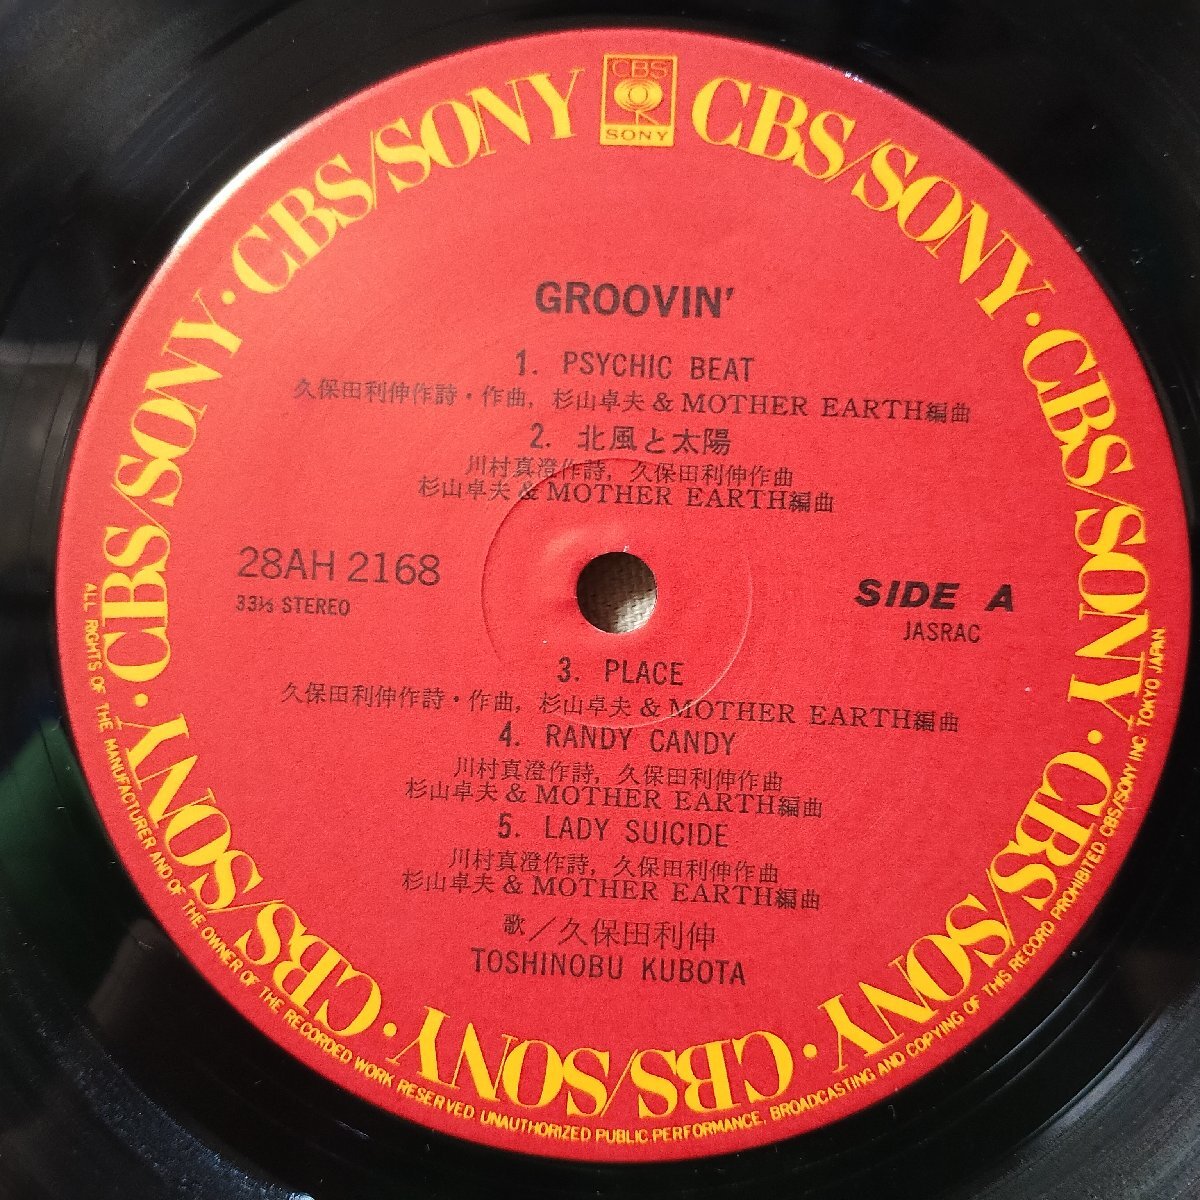 CBS
SONY
CBS/SONY · CBS/SONY · CBS/SONY · CBS/SONY · CBS/SONY · CBS/SONY · CBS/SONY · CBS/SONY
GROOVIN'
1. PSYCHIC BEAT
久保田利伸作詩・作曲, 杉山卓夫 & MOTHER EARTH編曲
2. 北風と太陽
川村真澄作詩, 久保田利伸作曲
杉山卓夫 & MOTHER EARTH編曲
28AH 2168
33⅓ STEREO
SIDE A
JASRAC
3. PLACE
久保田利伸作詩・作曲, 杉山卓夫 & MOTHER EARTH編曲
4. RANDY CANDY
川村真澄作詩, 久保田利伸作曲
杉山卓夫 & MOTHER EARTH編曲
5. LADY SUICIDE
川村真澄作詩, 久保田利伸作曲
杉山卓夫 & MOTHER EARTH編曲
歌／久保田利伸
TOSHINOBU KUBOTA
ALL RIGHTS OF THE MANUFACTURER AND OF THE OWNER OF THE RECORDED WORK RESERVED UNAUTHORIZED PUBLIC PERFORMANCE, BROADCASTING AND COPYING OF THIS RECORD PROHIBITED. CBS/SONY INC. TOKYO JAPAN